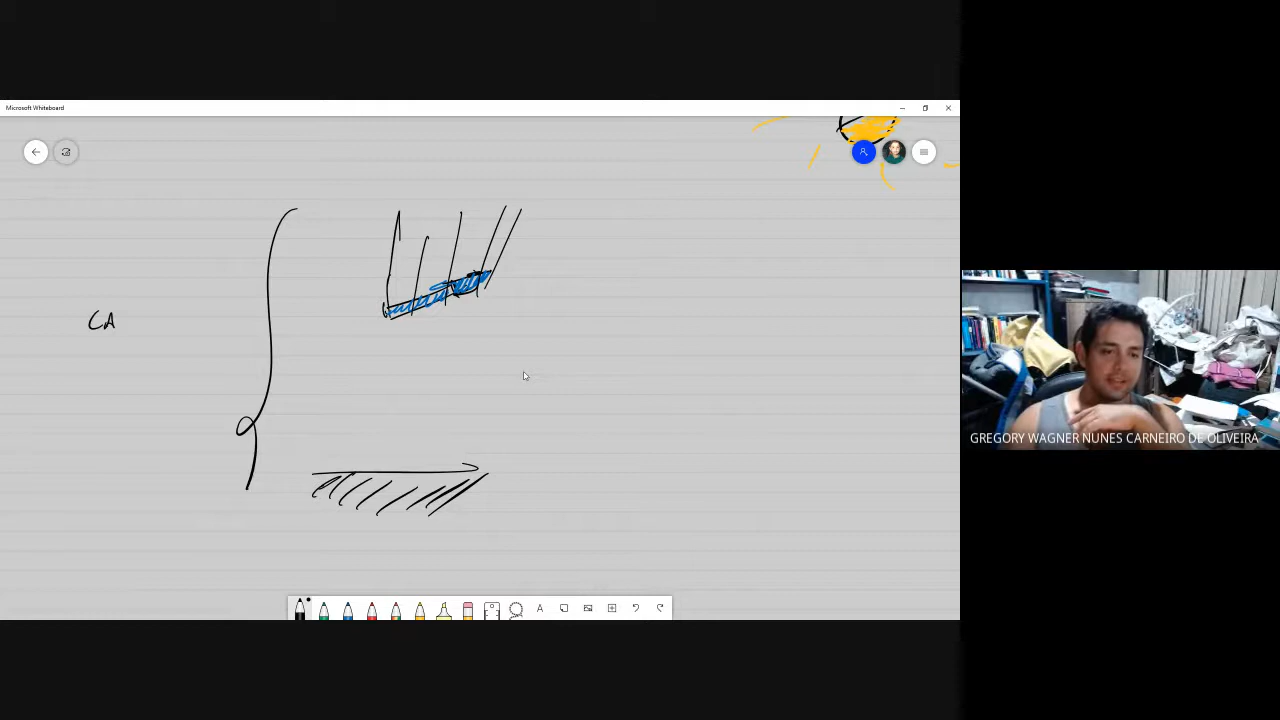 Microsoft Whiteboard
CA
A
GREGORY WAGNER NUNES CARNEIRO DE OLIVEIRA